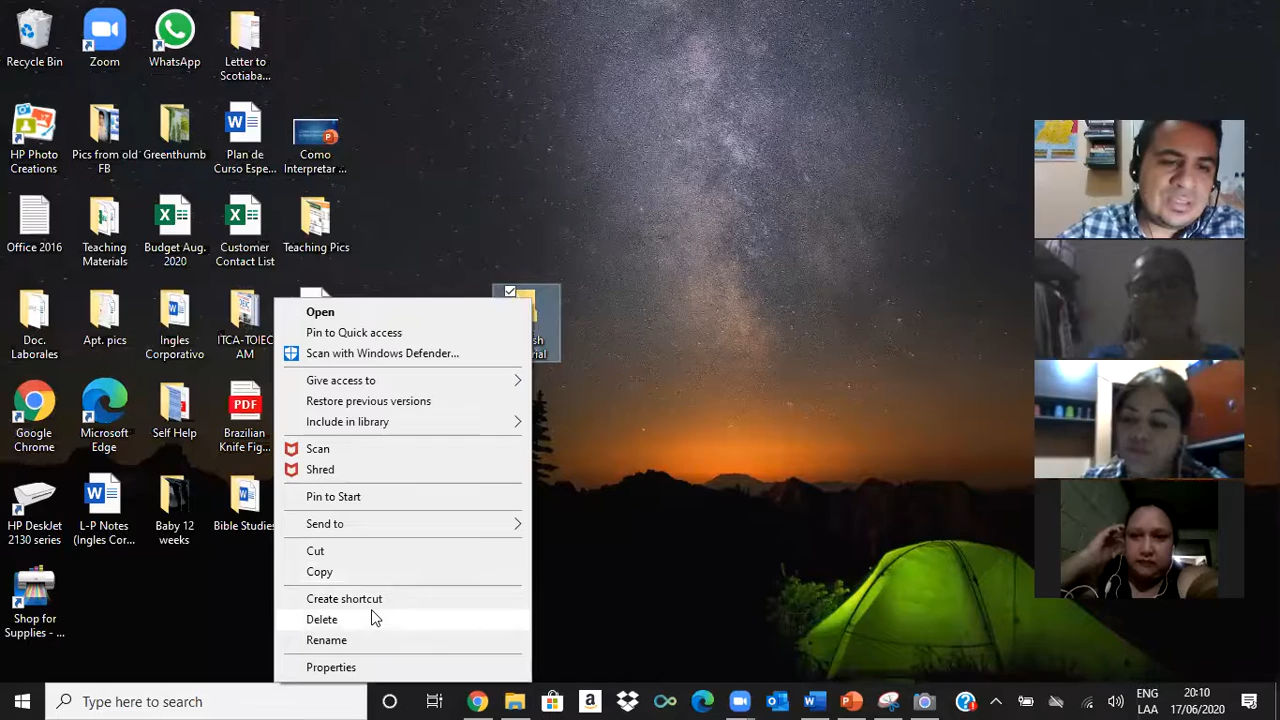 Recycle Bin
Zoom
WhatsApp
Letter to
Scotiaba...
HP Photo
Creations
Pics from old
FB
Greenthumb
Plan de
Curso Espe...
Como
Interpretar ...
Office 2016
Teaching
Materials
Budget Aug.
2020
Customer
Contact List
Teaching Pics
Doc.
Laborales
Apt. pics
Ingles
Corporativo
ITCA-TOIEC
AM
Google
Chrome
Microsoft
Edge
Self Help
PDF
Brazilian
Knife Fig...
HP DeskJet
2130 series
L-P Notes
(Ingles Cor...
Baby 12
weeks
Bible Studies
Shop for
Supplies - ...
Open
Pin to Quick access
Scan with Windows Defender...
Give access to
Restore previous versions
Include in library
Scan
Shred
Pin to Start
Send to
Cut
Copy
Create shortcut
Delete
Rename
Properties
Type here to search
ENG
LAA
20:10
17/06/2020